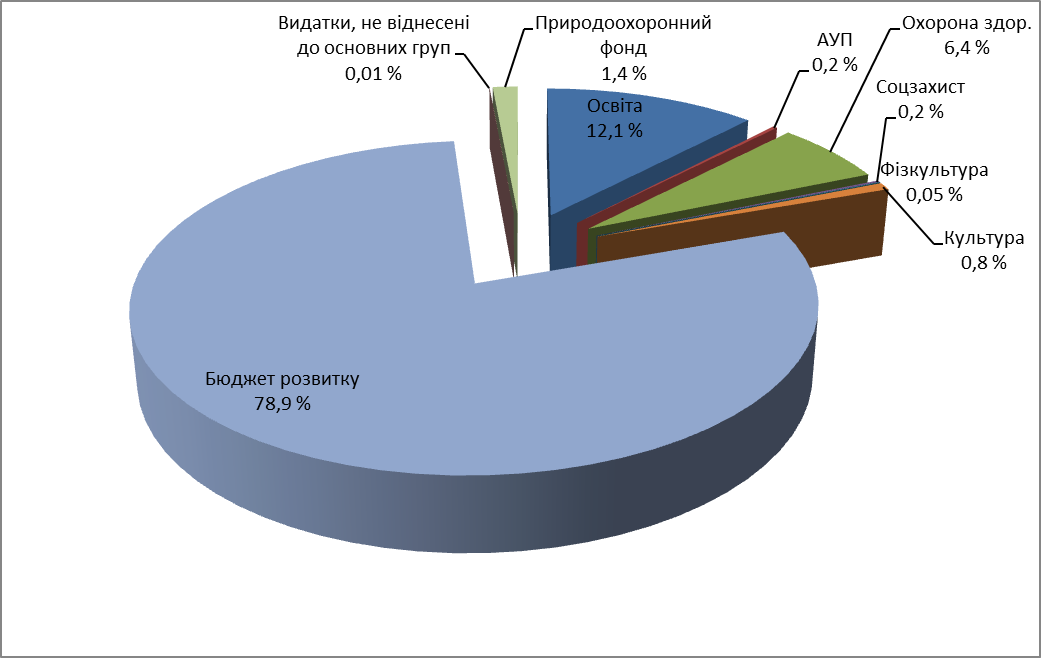 Видатки, не віднесені
до основних груп
0,01 %
Природоохоронний
фонд
1,4 %
Освіта
12,1 %
АУП
0,2 %
Охорона здор.
6,4 %
Соцзахист
0,2 %
Фізкультура
0,05 %
Культура
0,8 %
Бюджет розвитку
78,9 %